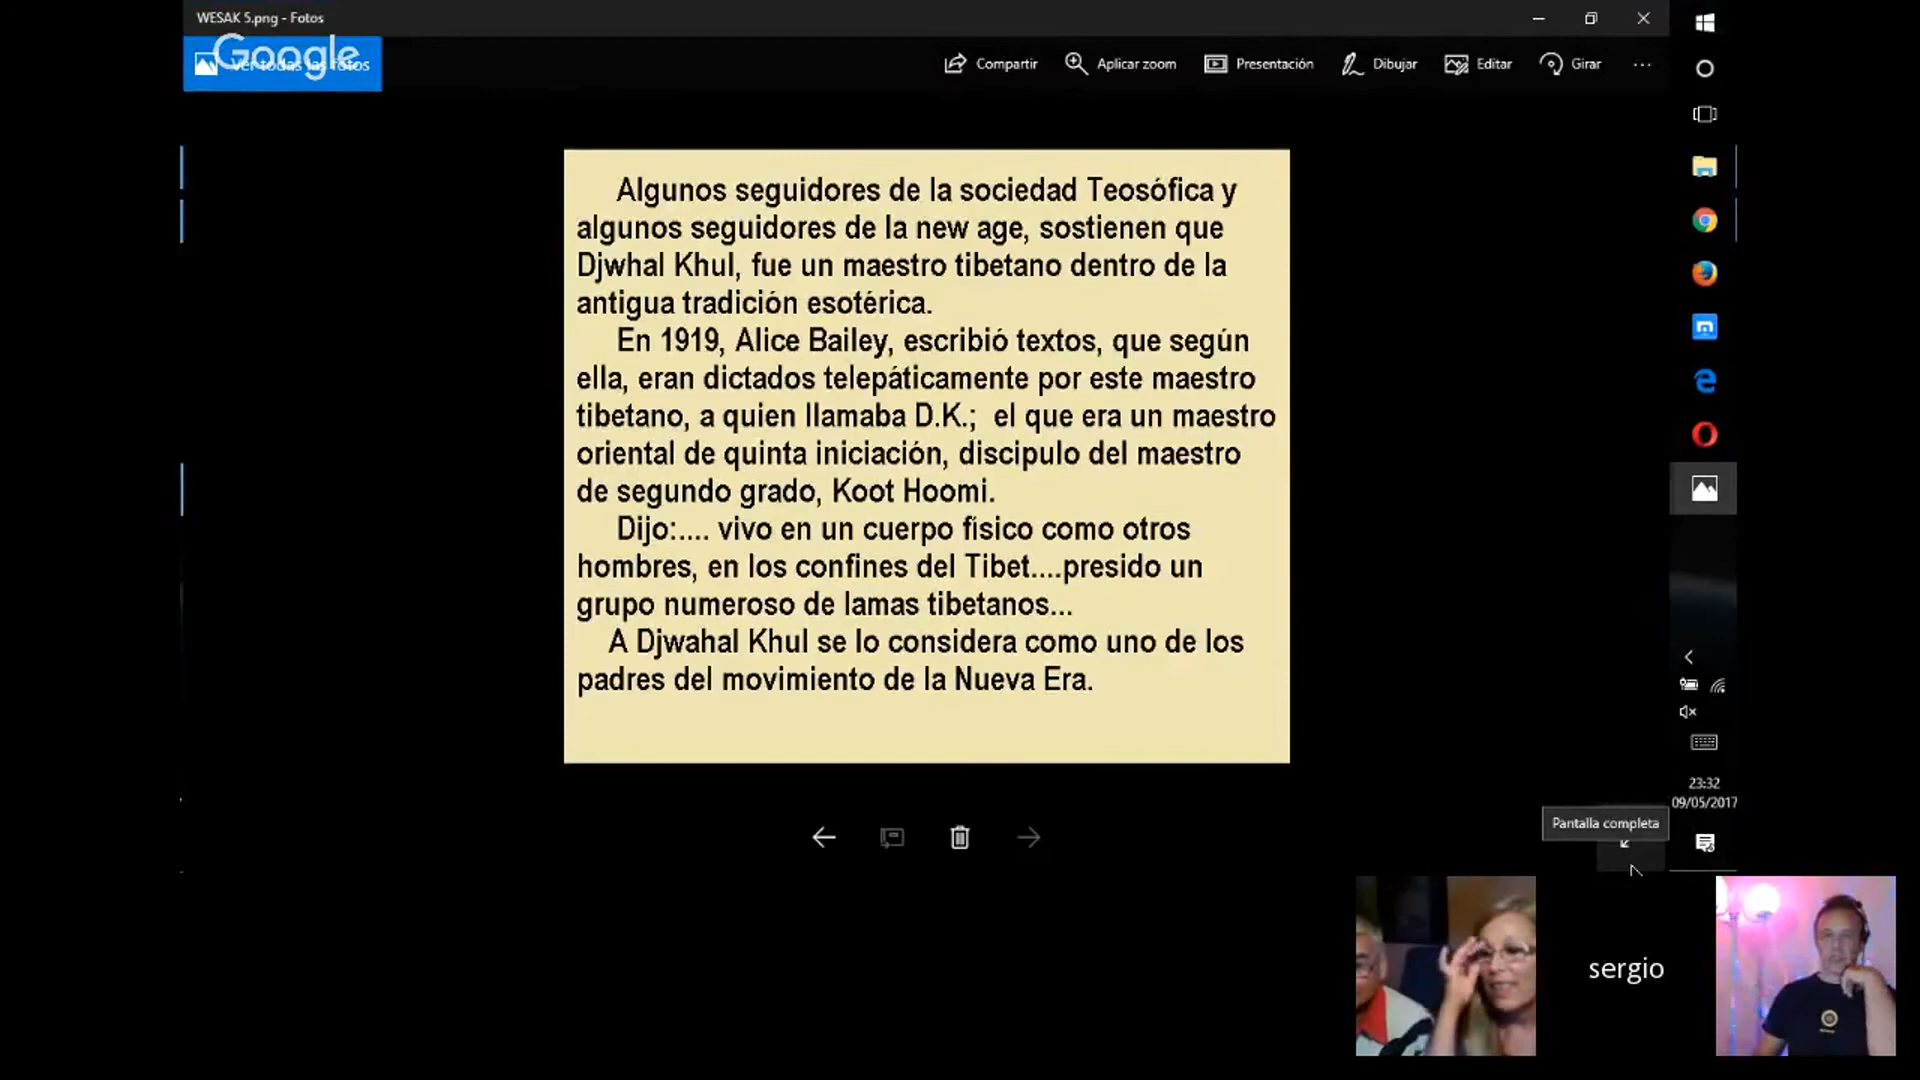 WESAK 5.png - Fotos
Google
Ver todas las fotos
Compartir
Aplicar zoom
Presentación
Dibujar
Editar
Girar
Algunos seguidores de la sociedad Teosófica y
algunos seguidores de la new age, sostienen que
Djwhal Khul, fue un maestro tibetano dentro de la
antigua tradición esotérica.
En 1919, Alice Bailey, escribió textos, que según
ella, eran dictados telepáticamente por este maestro
tibetano, a quien llamaba D.K.;  el que era un maestro
oriental de quinta iniciación, discipulo del maestro
de segundo grado, Koot Hoomi.
Dijo:.... vivo en un cuerpo físico como otros
hombres, en los confines del Tibet....presido un
grupo numeroso de lamas tibetanos...
A Djwahal Khul se lo considera como uno de los
padres del movimiento de la Nueva Era.
23:32
09/05/2017
Pantalla completa
sergio